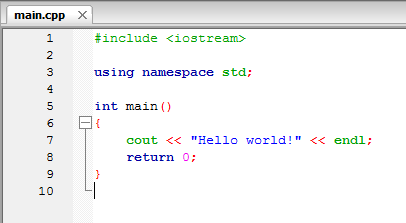 main.cpp
1 #include <iostream>
2
3 using namespace std;
4
5 int main()
6 {
7 cout << "Hello world!" << endl;
8 return 0;
9 }
10